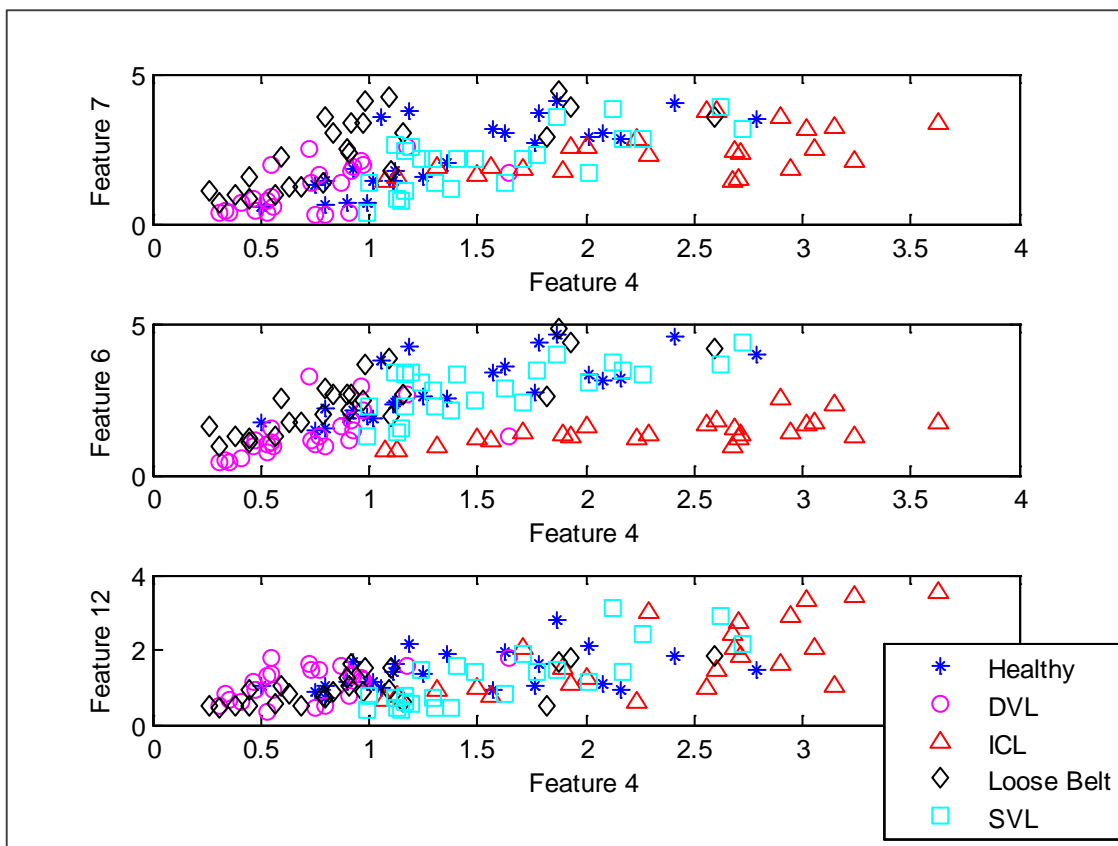 Feature 7
5
0
0 0.5 1 1.5 2 2.5 3 3.5 4
Feature 4
Feature 6
5
0
0 0.5 1 1.5 2 2.5 3 3.5 4
Feature 4
Feature 12
4
2
0
0 0.5 1 1.5 2 2.5 3
Feature 4
Healthy
DVL
ICL
Loose Belt
SVL